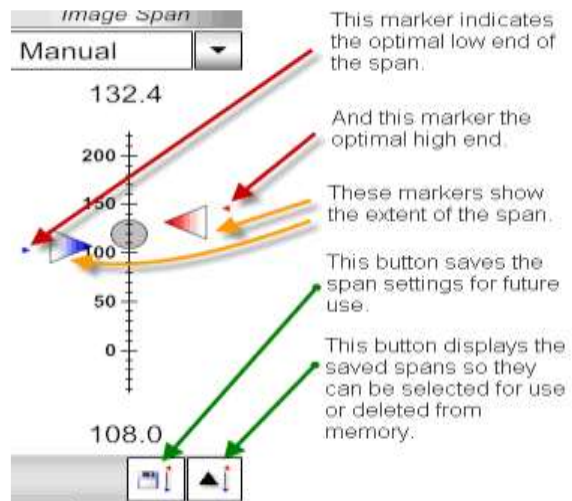 Image Span
Manual
132.4
200
150
100
50
0
108.0
This marker indicates
the optimal low end of
the span.
And this marker the
optimal high end.
These markers show
the extent of the span.
This button saves the
span settings for future
use.
This button displays the
saved spans so they
can be selected for use
or deleted from
memory.